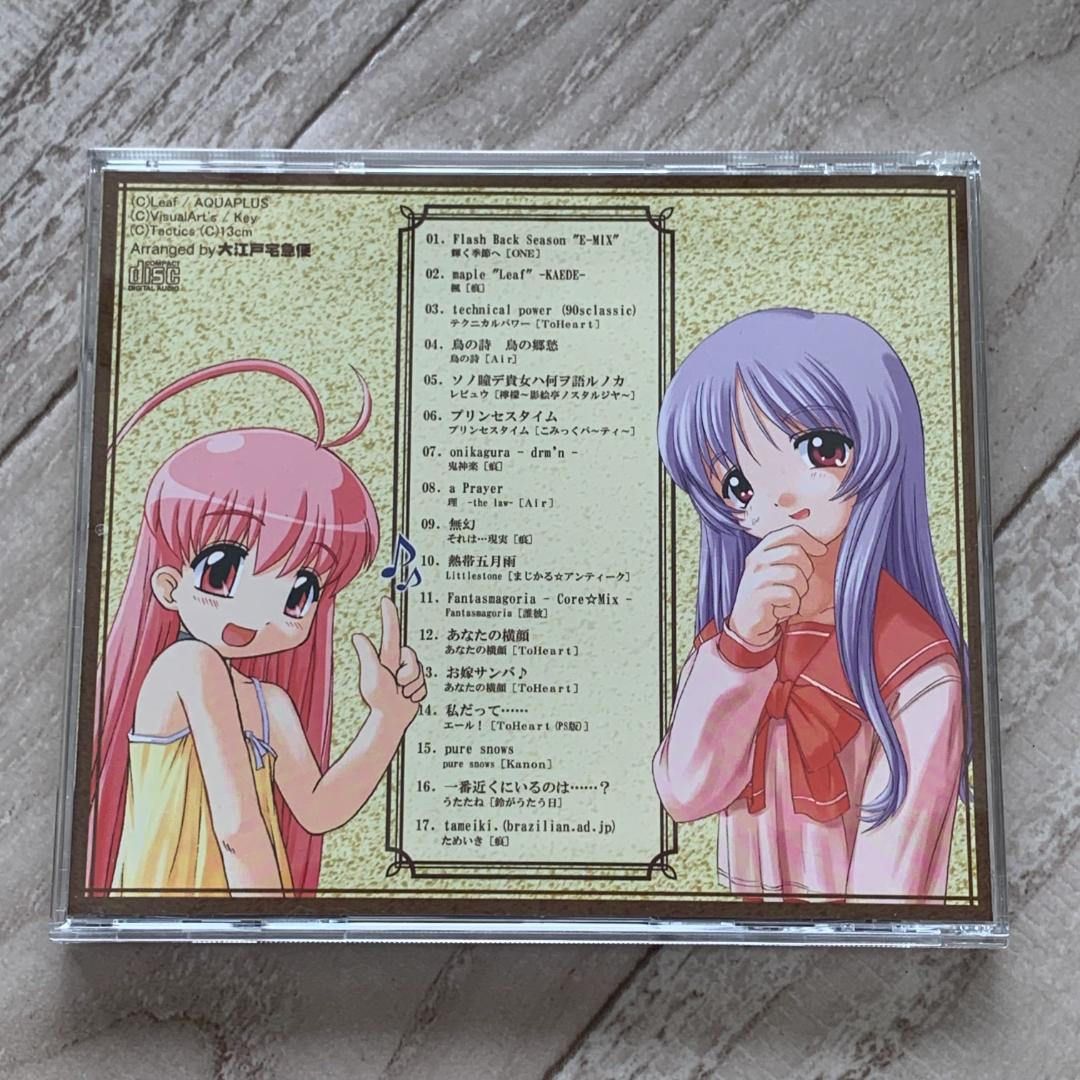 (C)Leaf / AQUAPLUS
(C)VisualArt's / Key
(C)Tactics (C)13cm
Arranged by 大江戸宅急便
COMPACT
disc
DIGITAL AUDIO
01. Flash Back Season "E-MIX"
輝く季節へ [ONE]
02. maple "Leaf" -KAEDE-
楓 [痕]
03. technical power (90sclassic)
テクニカルパワー [ToHeart]
04. 鳥の詩 鳥の郷愁
鳥の詩 [Air]
05. ソノ瞳デ貴女ハ何ヲ語ルノカ
レビュウ [檸檬～影絵亭ノスタルジヤ～]
06. プリンセスタイム
プリンセスタイム [こみっくパ～ティ～]
07. onikagura - drm'n -
鬼神楽 [痕]
08. a Prayer
理 -the law- [Air]
09. 無幻
それは…現実 [痕]
10. 熱帯五月雨
Littlestone [まじかる☆アンティーク]
11. Fantasmagoria - Core☆Mix -
Fantasmagoria [誰彼]
12. あなたの横顔
あなたの横顔 [ToHeart]
3. お嫁サンバ♪
あなたの横顔 [ToHeart]
14. 私だって……
エール! [ToHeart (PS版)]
15. pure snows
pure snows [Kanon]
16. 一番近くにいるのは……?
うたたね [鈴がうたう日]
17. tameiki.(brazilian.ad.jp)
ためいき [痕]